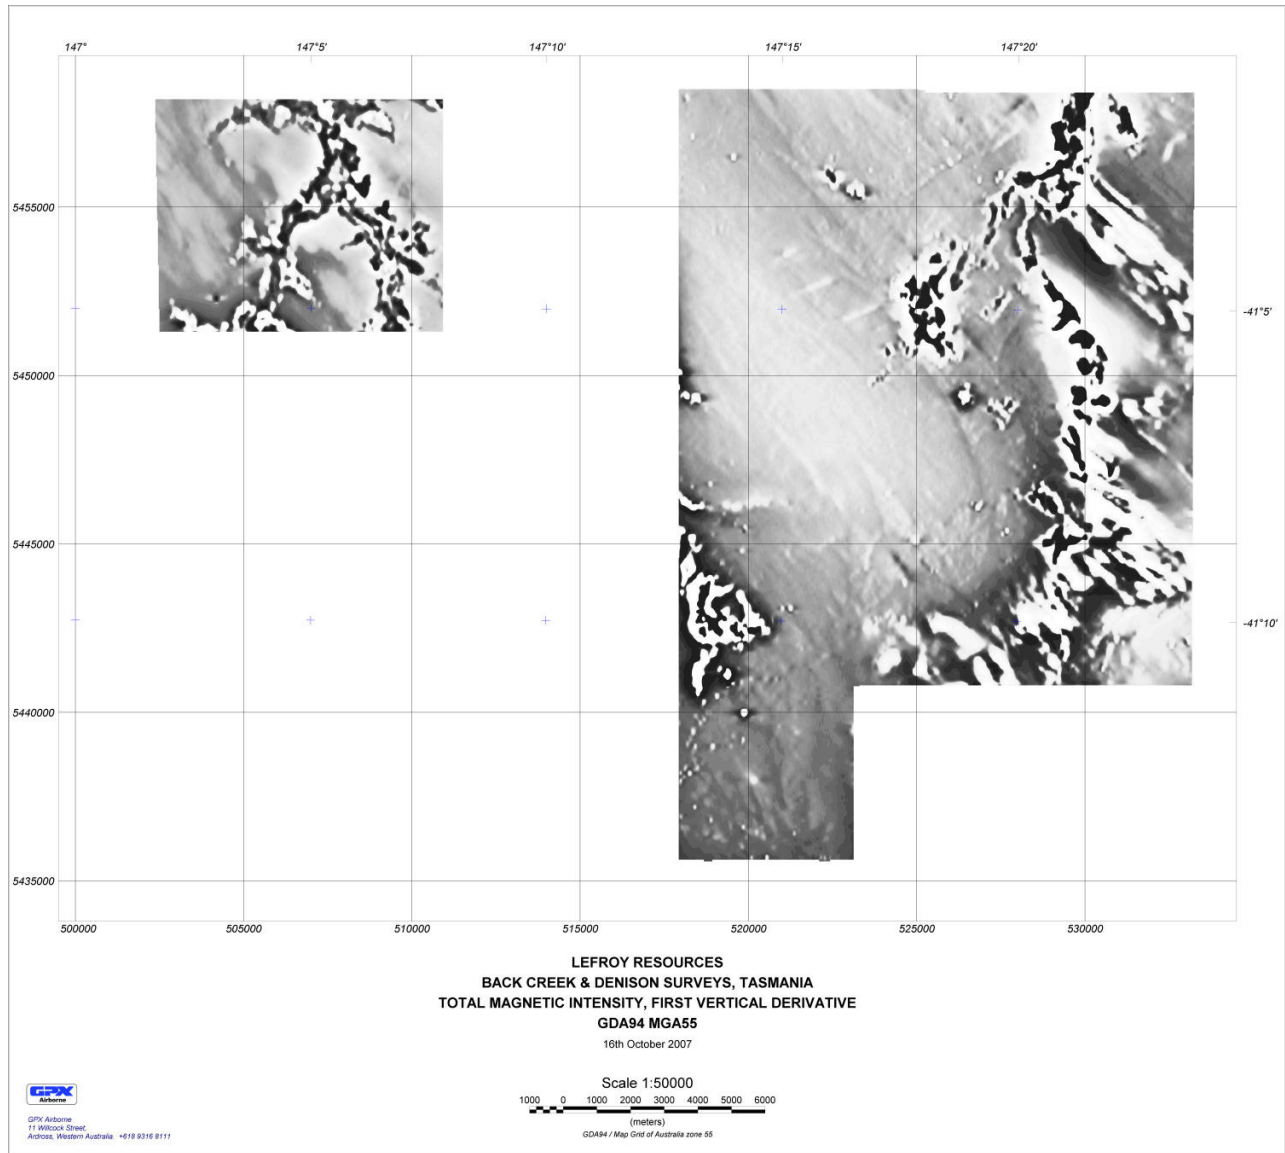 147°
147°5'
147°10'
147°15'
147°20'
5455000
-41°5'
5450000
5445000
-41°10'
5440000
5435000
500000
505000
510000
515000
520000
525000
530000
LEFROY RESOURCES
BACK CREEK & DENISON SURVEYS, TASMANIA
TOTAL MAGNETIC INTENSITY, FIRST VERTICAL DERIVATIVE
GDA94 MGA55
16th October 2007
Scale 1:50000
1000 0 1000 2000 3000 4000 5000 6000
(meters)
GDA94 / Map Grid of Australia zone 55
GPX
Airborne
GPX Airborne
11 Willcock Street,
Ardross, Western Australia. +618 9316 8111